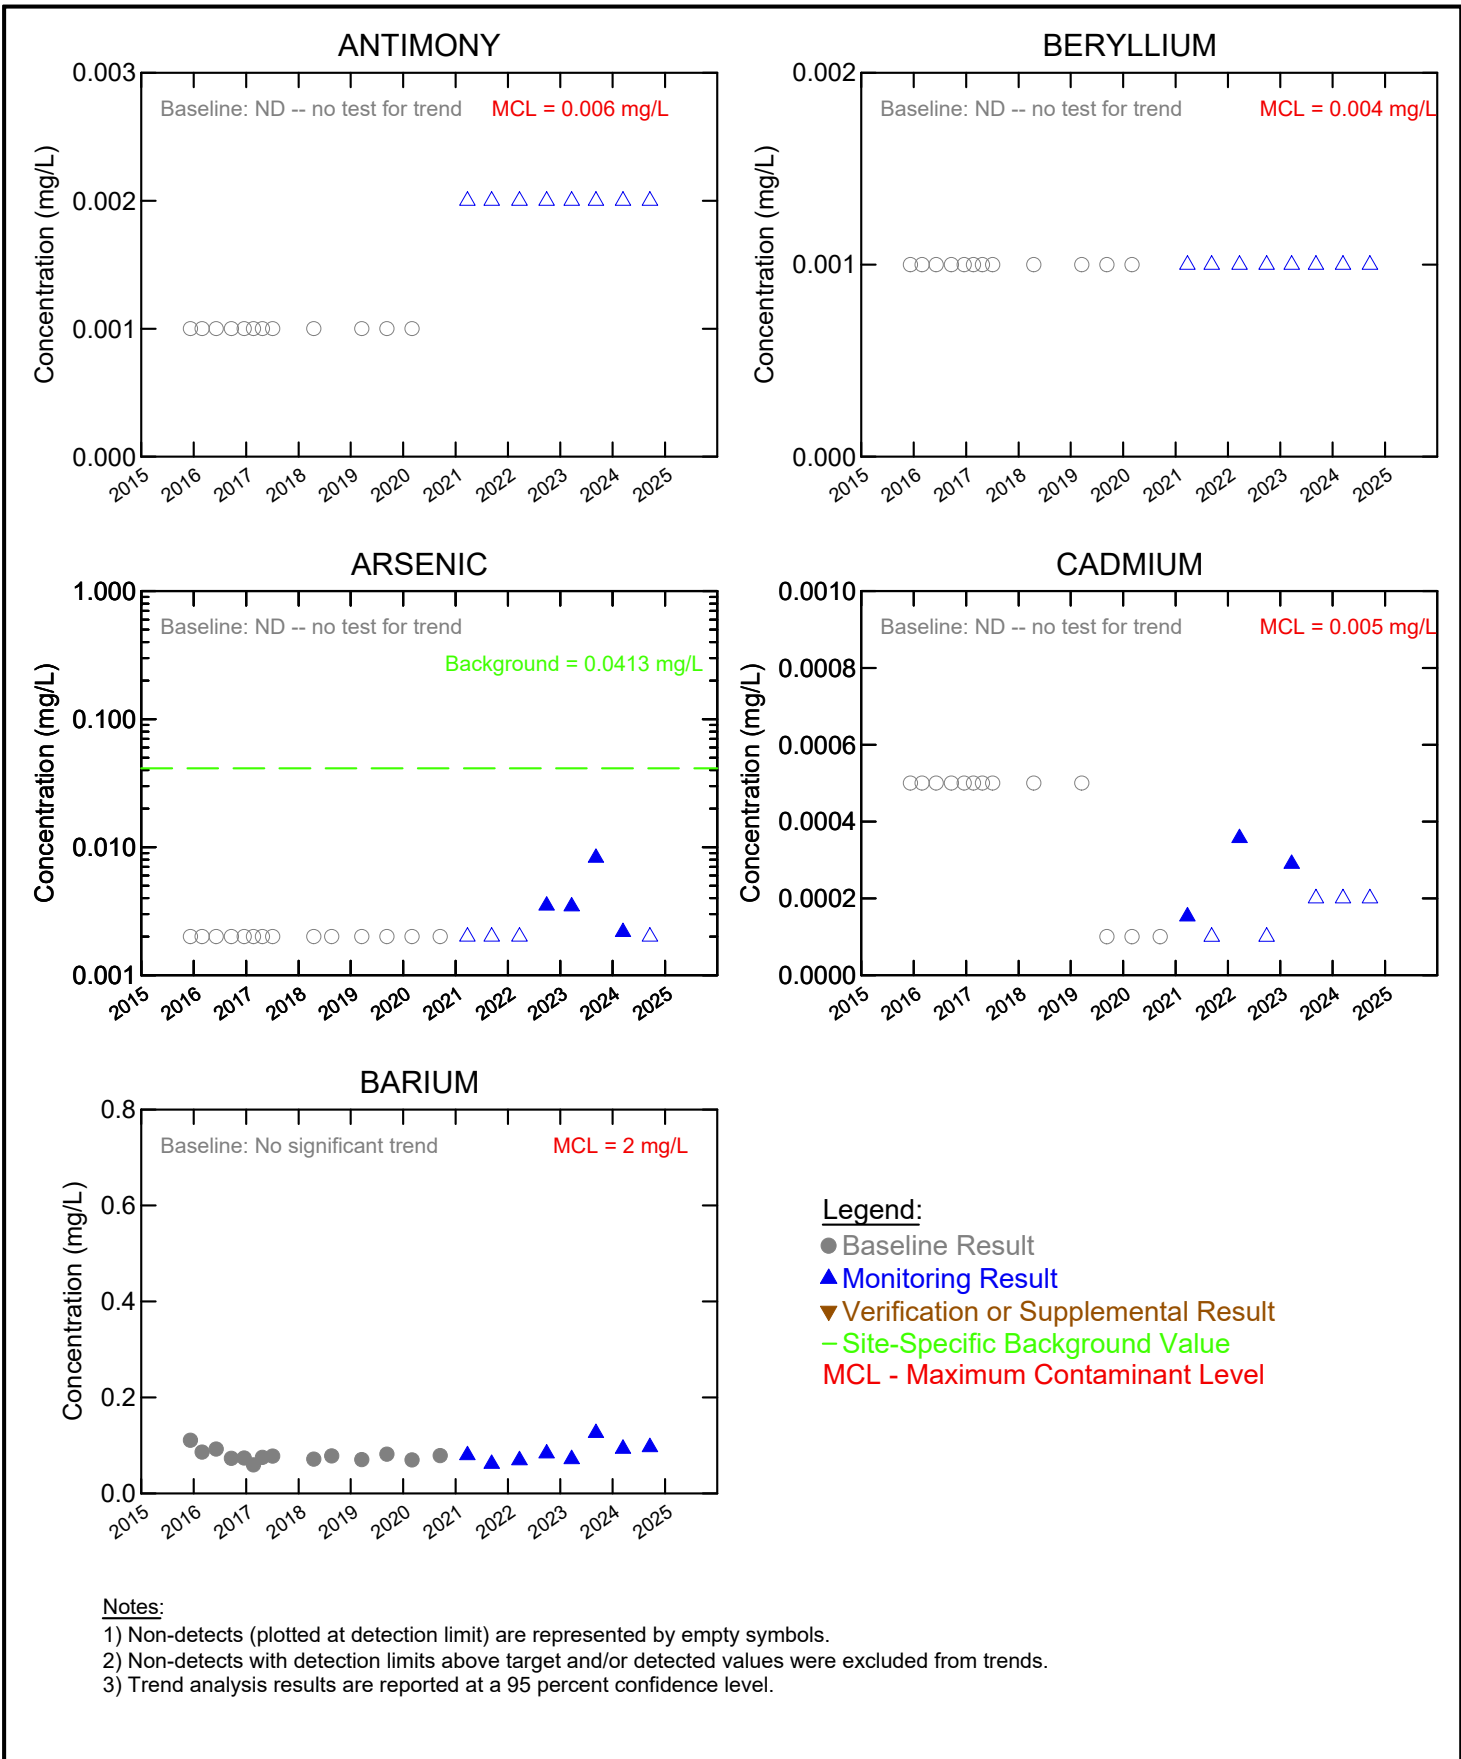 ANTIMONY
Baseline: ND -- no test for trend
MCL = 0.006 mg/L
Concentration (mg/L)
0.003
0.002
0.001
0.000
2015 2016 2017 2018 2019 2020 2021 2022 2023 2024 2025
BERYLLIUM
Baseline: ND -- no test for trend
MCL = 0.004 mg/L
Concentration (mg/L)
0.002
0.001
0.000
2015 2016 2017 2018 2019 2020 2021 2022 2023 2024 2025
ARSENIC
Baseline: ND -- no test for trend
Background = 0.0413 mg/L
Concentration (mg/L)
1.000
0.100
0.010
0.001
2015 2016 2017 2018 2019 2020 2021 2022 2023 2024 2025
CADMIUM
Baseline: ND -- no test for trend
MCL = 0.005 mg/L
Concentration (mg/L)
0.0010
0.0008
0.0006
0.0004
0.0002
0.0000
2015 2016 2017 2018 2019 2020 2021 2022 2023 2024 2025
BARIUM
Baseline: No significant trend
MCL = 2 mg/L
Concentration (mg/L)
0.8
0.6
0.4
0.2
0.0
2015 2016 2017 2018 2019 2020 2021 2022 2023 2024 2025
Legend:
Baseline Result
Monitoring Result
Verification or Supplemental Result
Site-Specific Background Value
MCL - Maximum Contaminant Level
Notes:
1) Non-detects (plotted at detection limit) are represented by empty symbols.
2) Non-detects with detection limits above target and/or detected values were excluded from trends.
3) Trend analysis results are reported at a 95 percent confidence level.